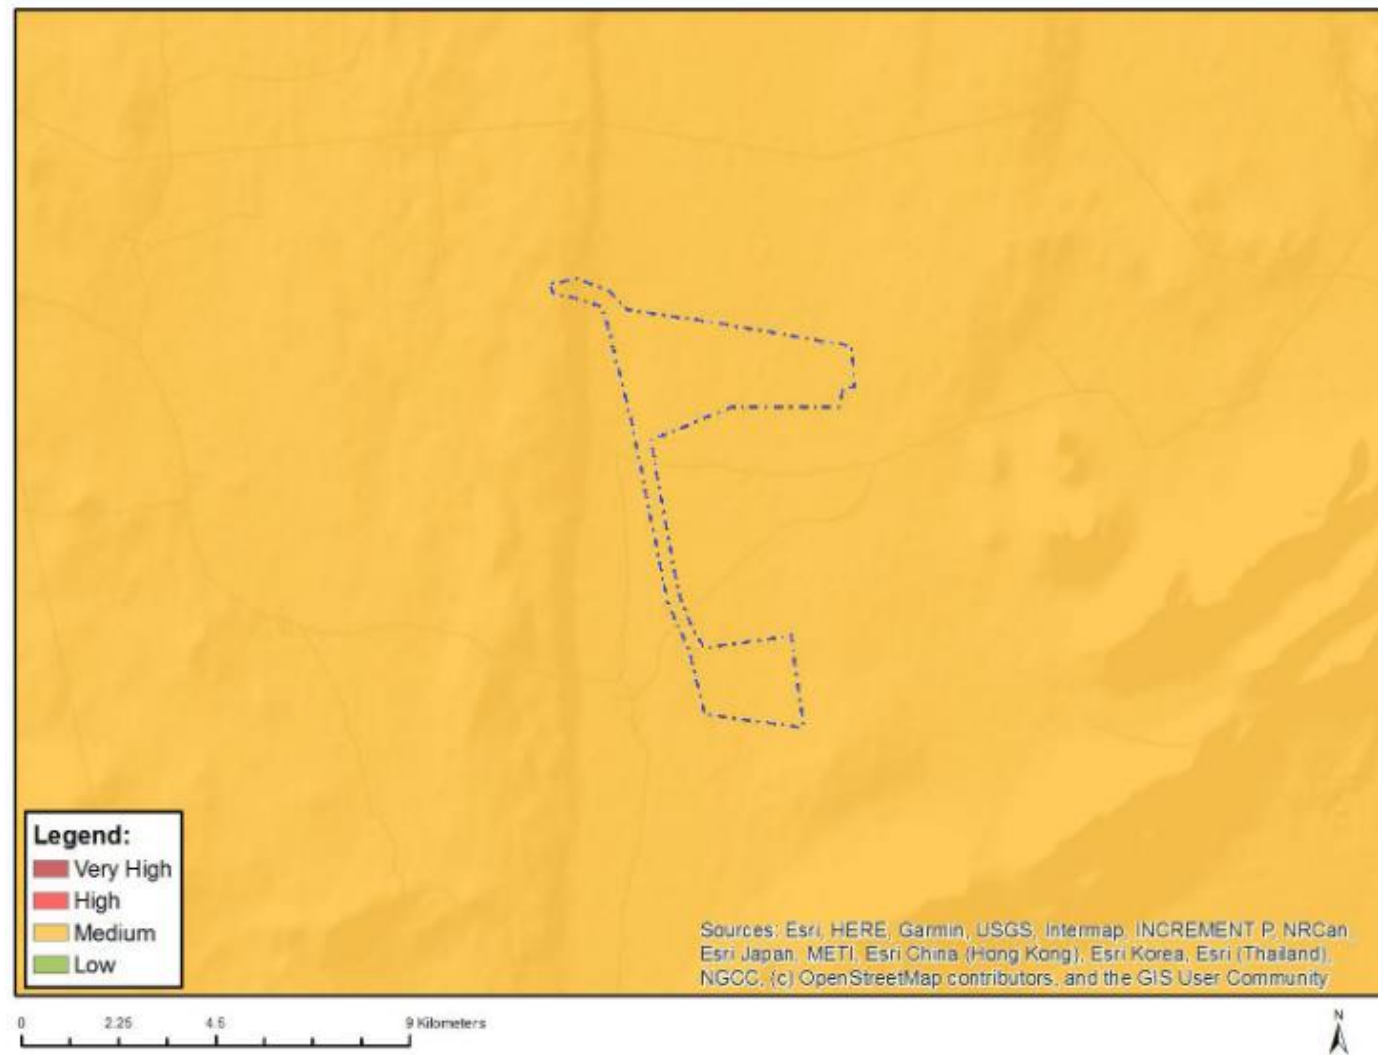 Legend:
Very High
High
Medium
Low
Sources: Esri, HERE, Garmin, USGS, Intermap, INCREMENT P, NRCan,
Esri Japan, METI, Esri China (Hong Kong), Esri Korea, Esri (Thailand),
NGCC, (c) OpenStreetMap contributors, and the GIS User Community
0 2.25 4.5 9 Kilometers
N